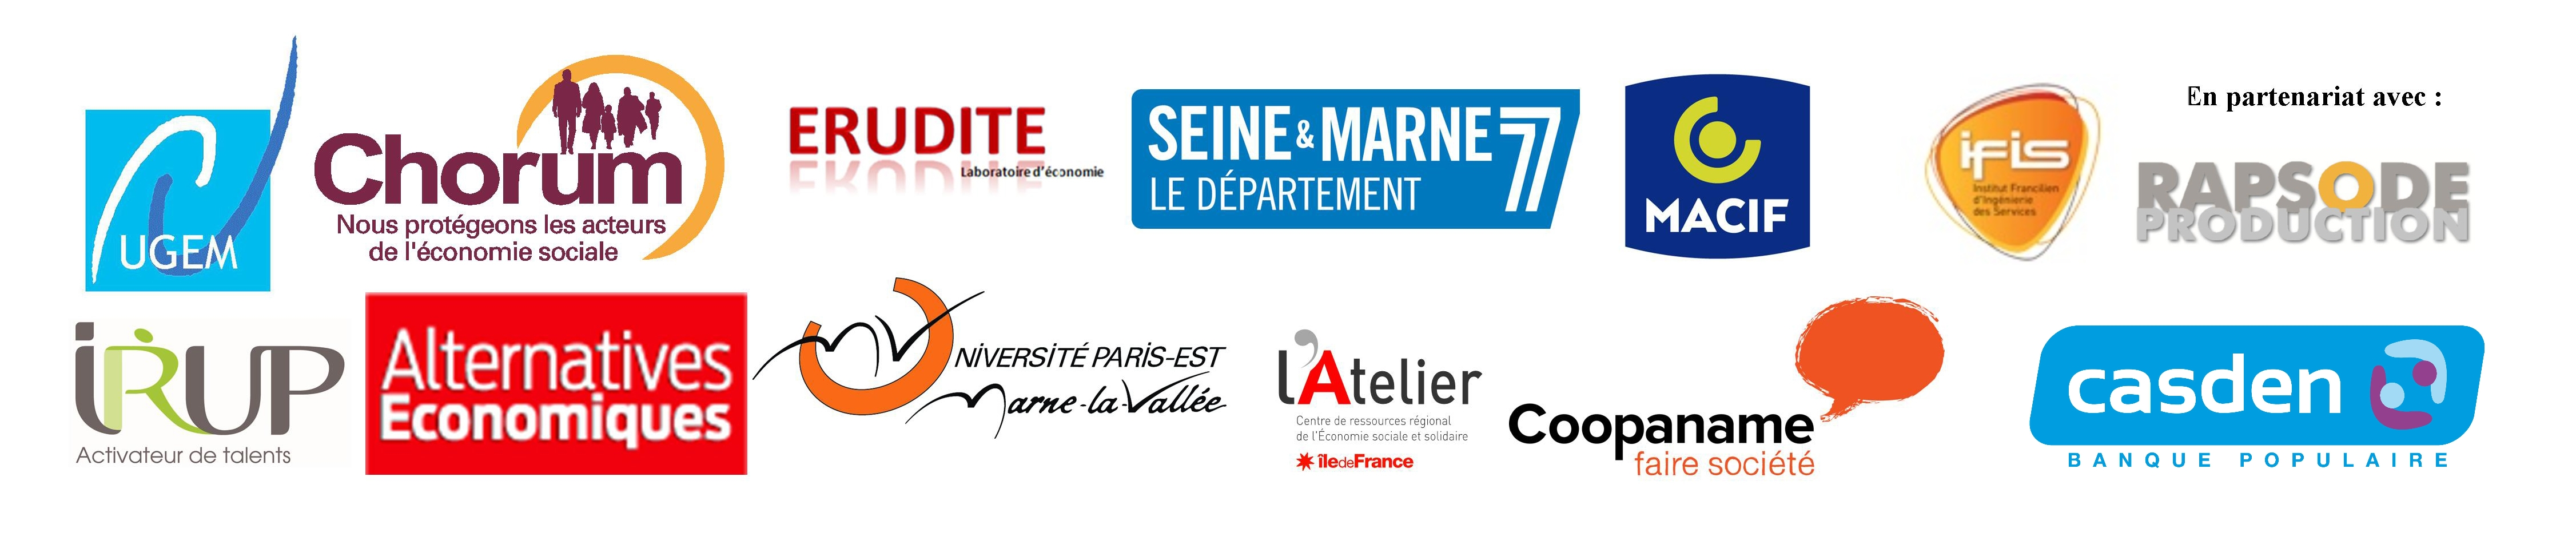 UGEM
Chorum
Nous protégeons les acteurs
de l'économie sociale
ERUDITE
Laboratoire d'économie
SEINE & MARNE 77
LE DÉPARTEMENT
MACIF
ifis
Institut Francilien
d'Ingénierie
des Services
En partenariat avec :
RAPSODE
PRODUCTION
iRUP
Activateur de talents
Alternatives
Economiques
UNiVERSiTÉ PARiS-EST
Marne-la-Vallée
l'Atelier
Centre de ressources régional
de l'Économie sociale et solidaire
îledeFrance
Coopaname
faire société
casden
BANQUE POPULAIRE